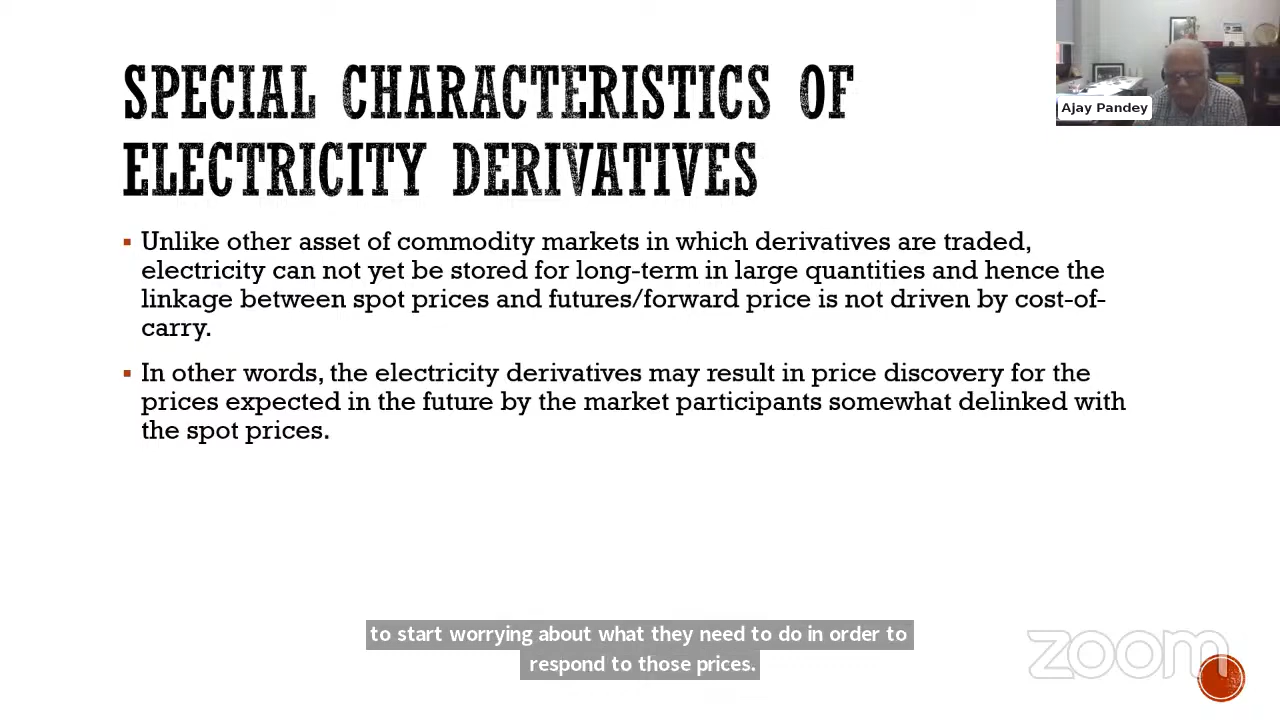 SPECIAL CHARACTERISTICS OF
ELECTRICITY DERIVATIVES
Ajay Pandey
▪ Unlike other asset of commodity markets in which derivatives are traded,
electricity can not yet be stored for long-term in large quantities and hence the
linkage between spot prices and futures/forward price is not driven by cost-of-
carry.
▪ In other words, the electricity derivatives may result in price discovery for the
prices expected in the future by the market participants somewhat delinked with
the spot prices.
to start worrying about what they need to do in order to
respond to those prices.
zoom